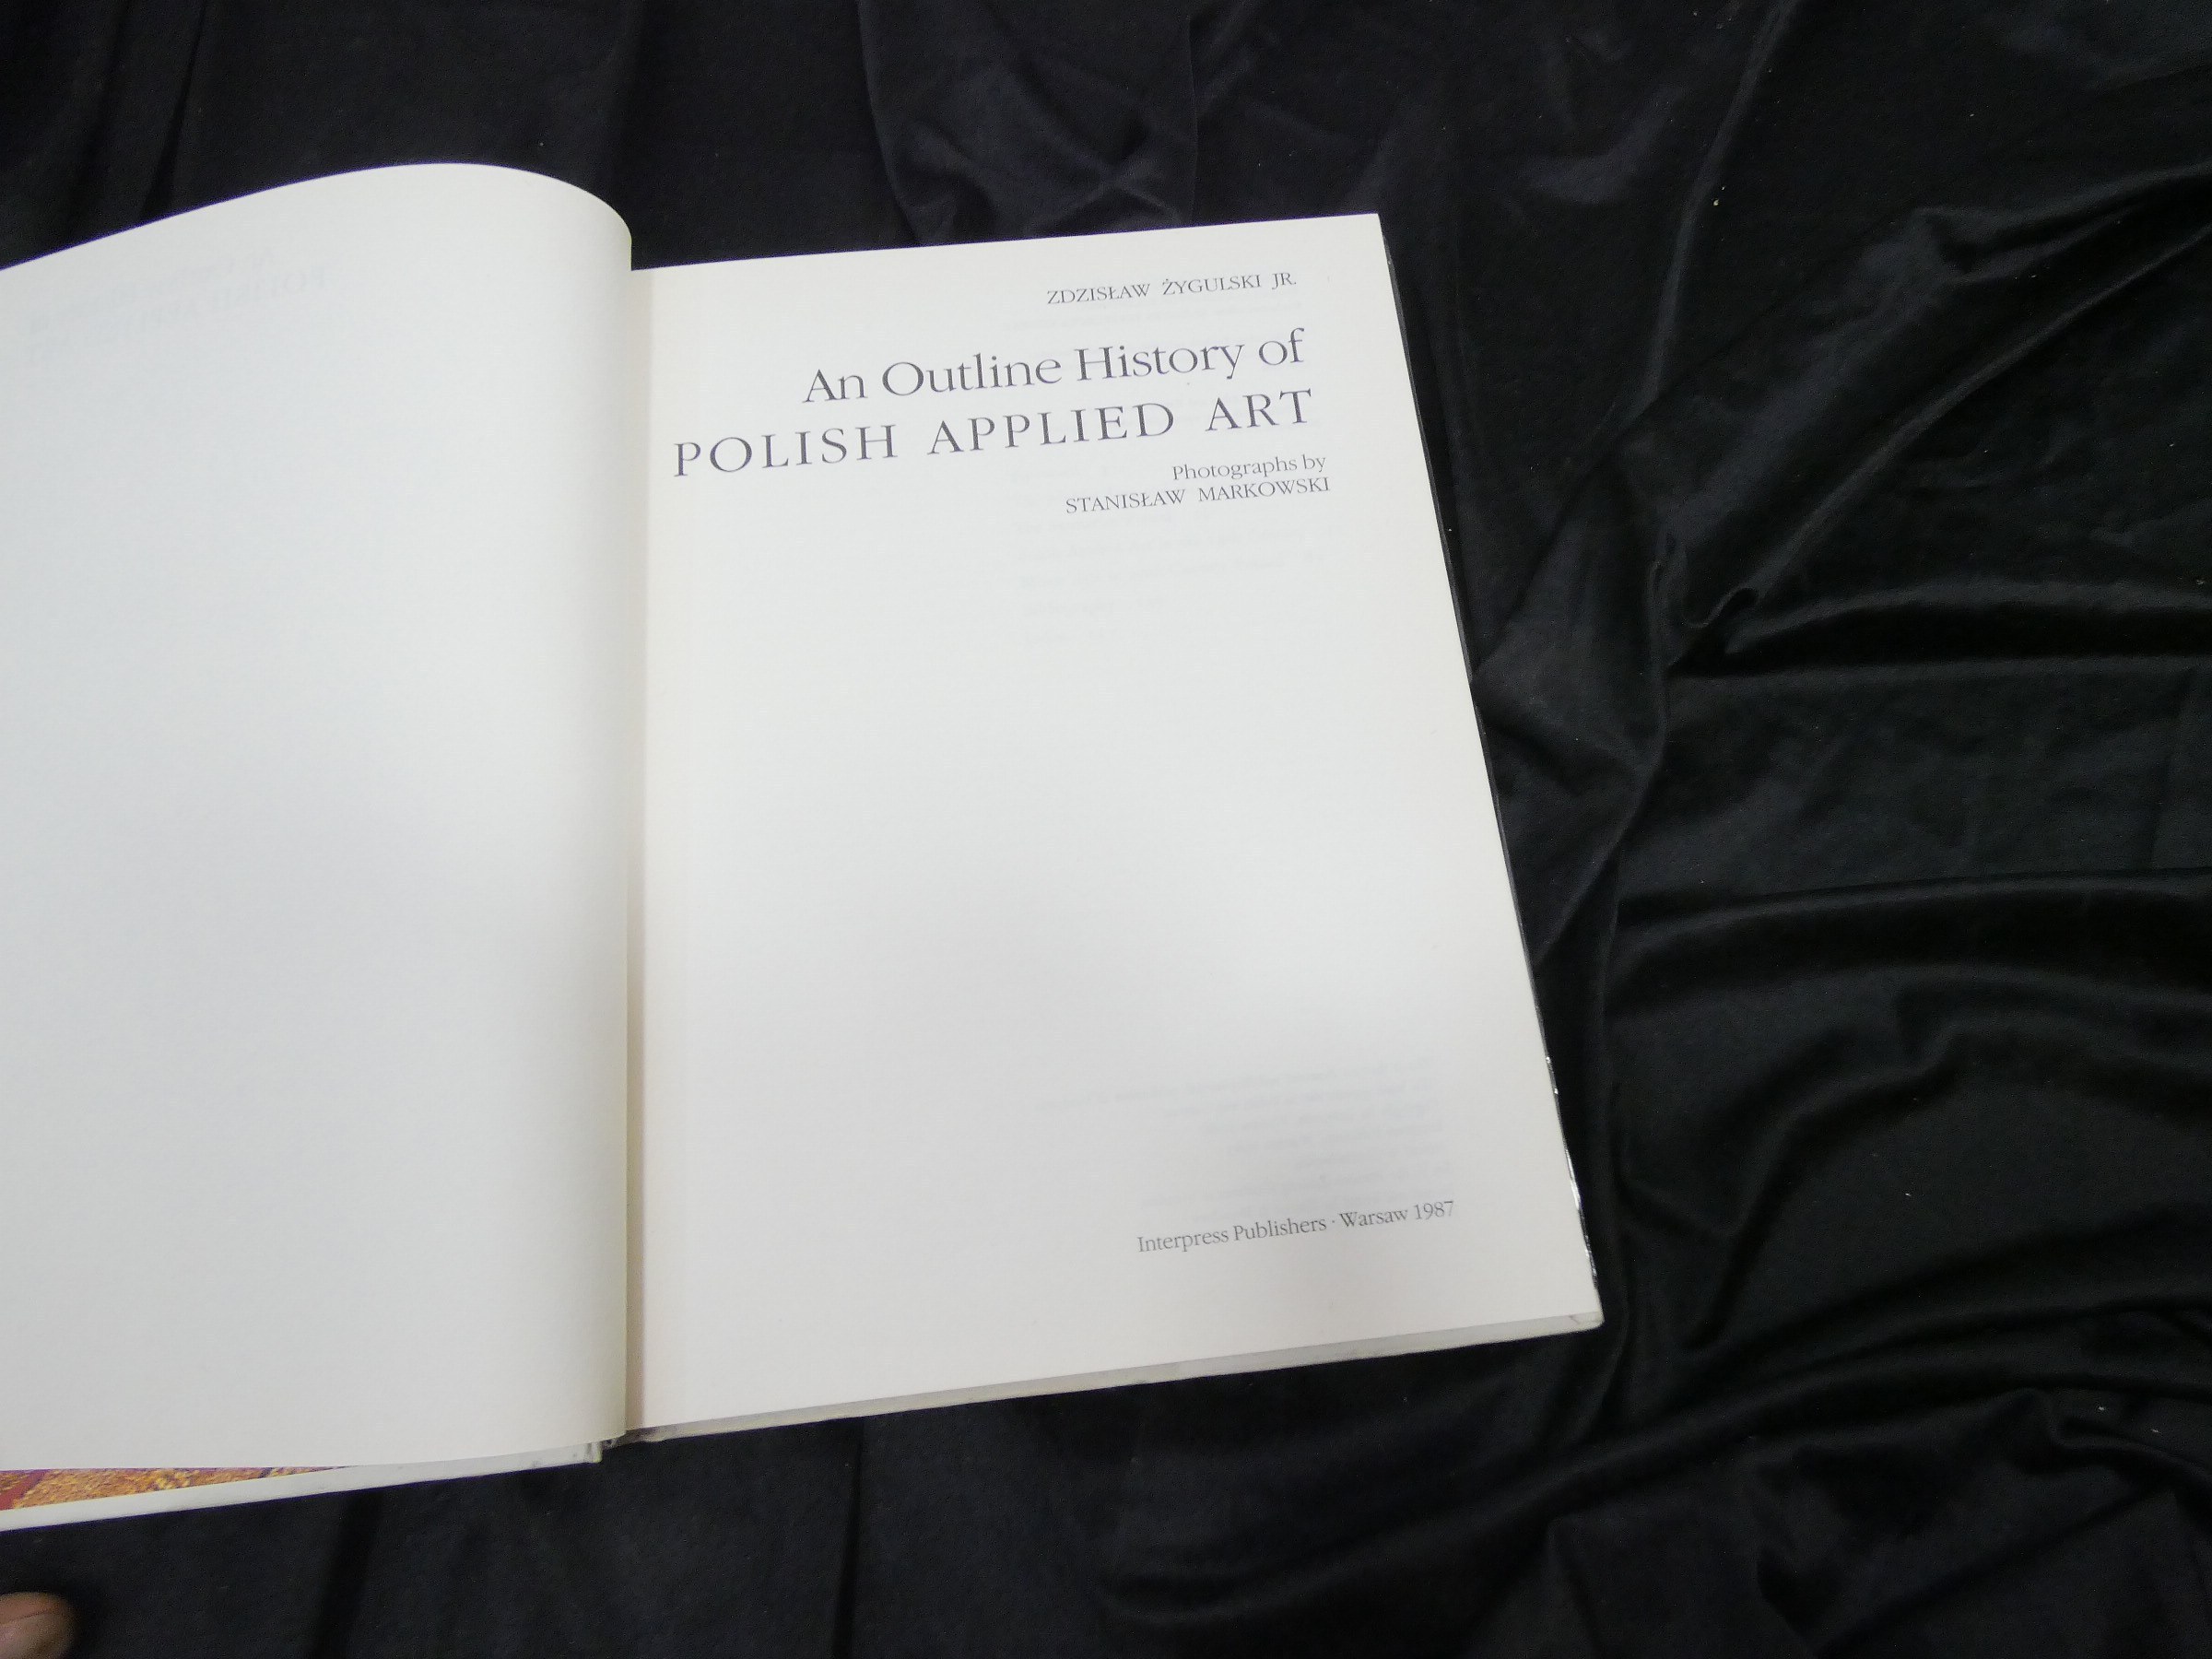 ZDZISŁAW ŻYGULSKI JR.
An Outline History of
POLISH APPLIED ART
Photographs by
STANISŁAW MARKOWSKI
Interpress Publishers · Warsaw 1987